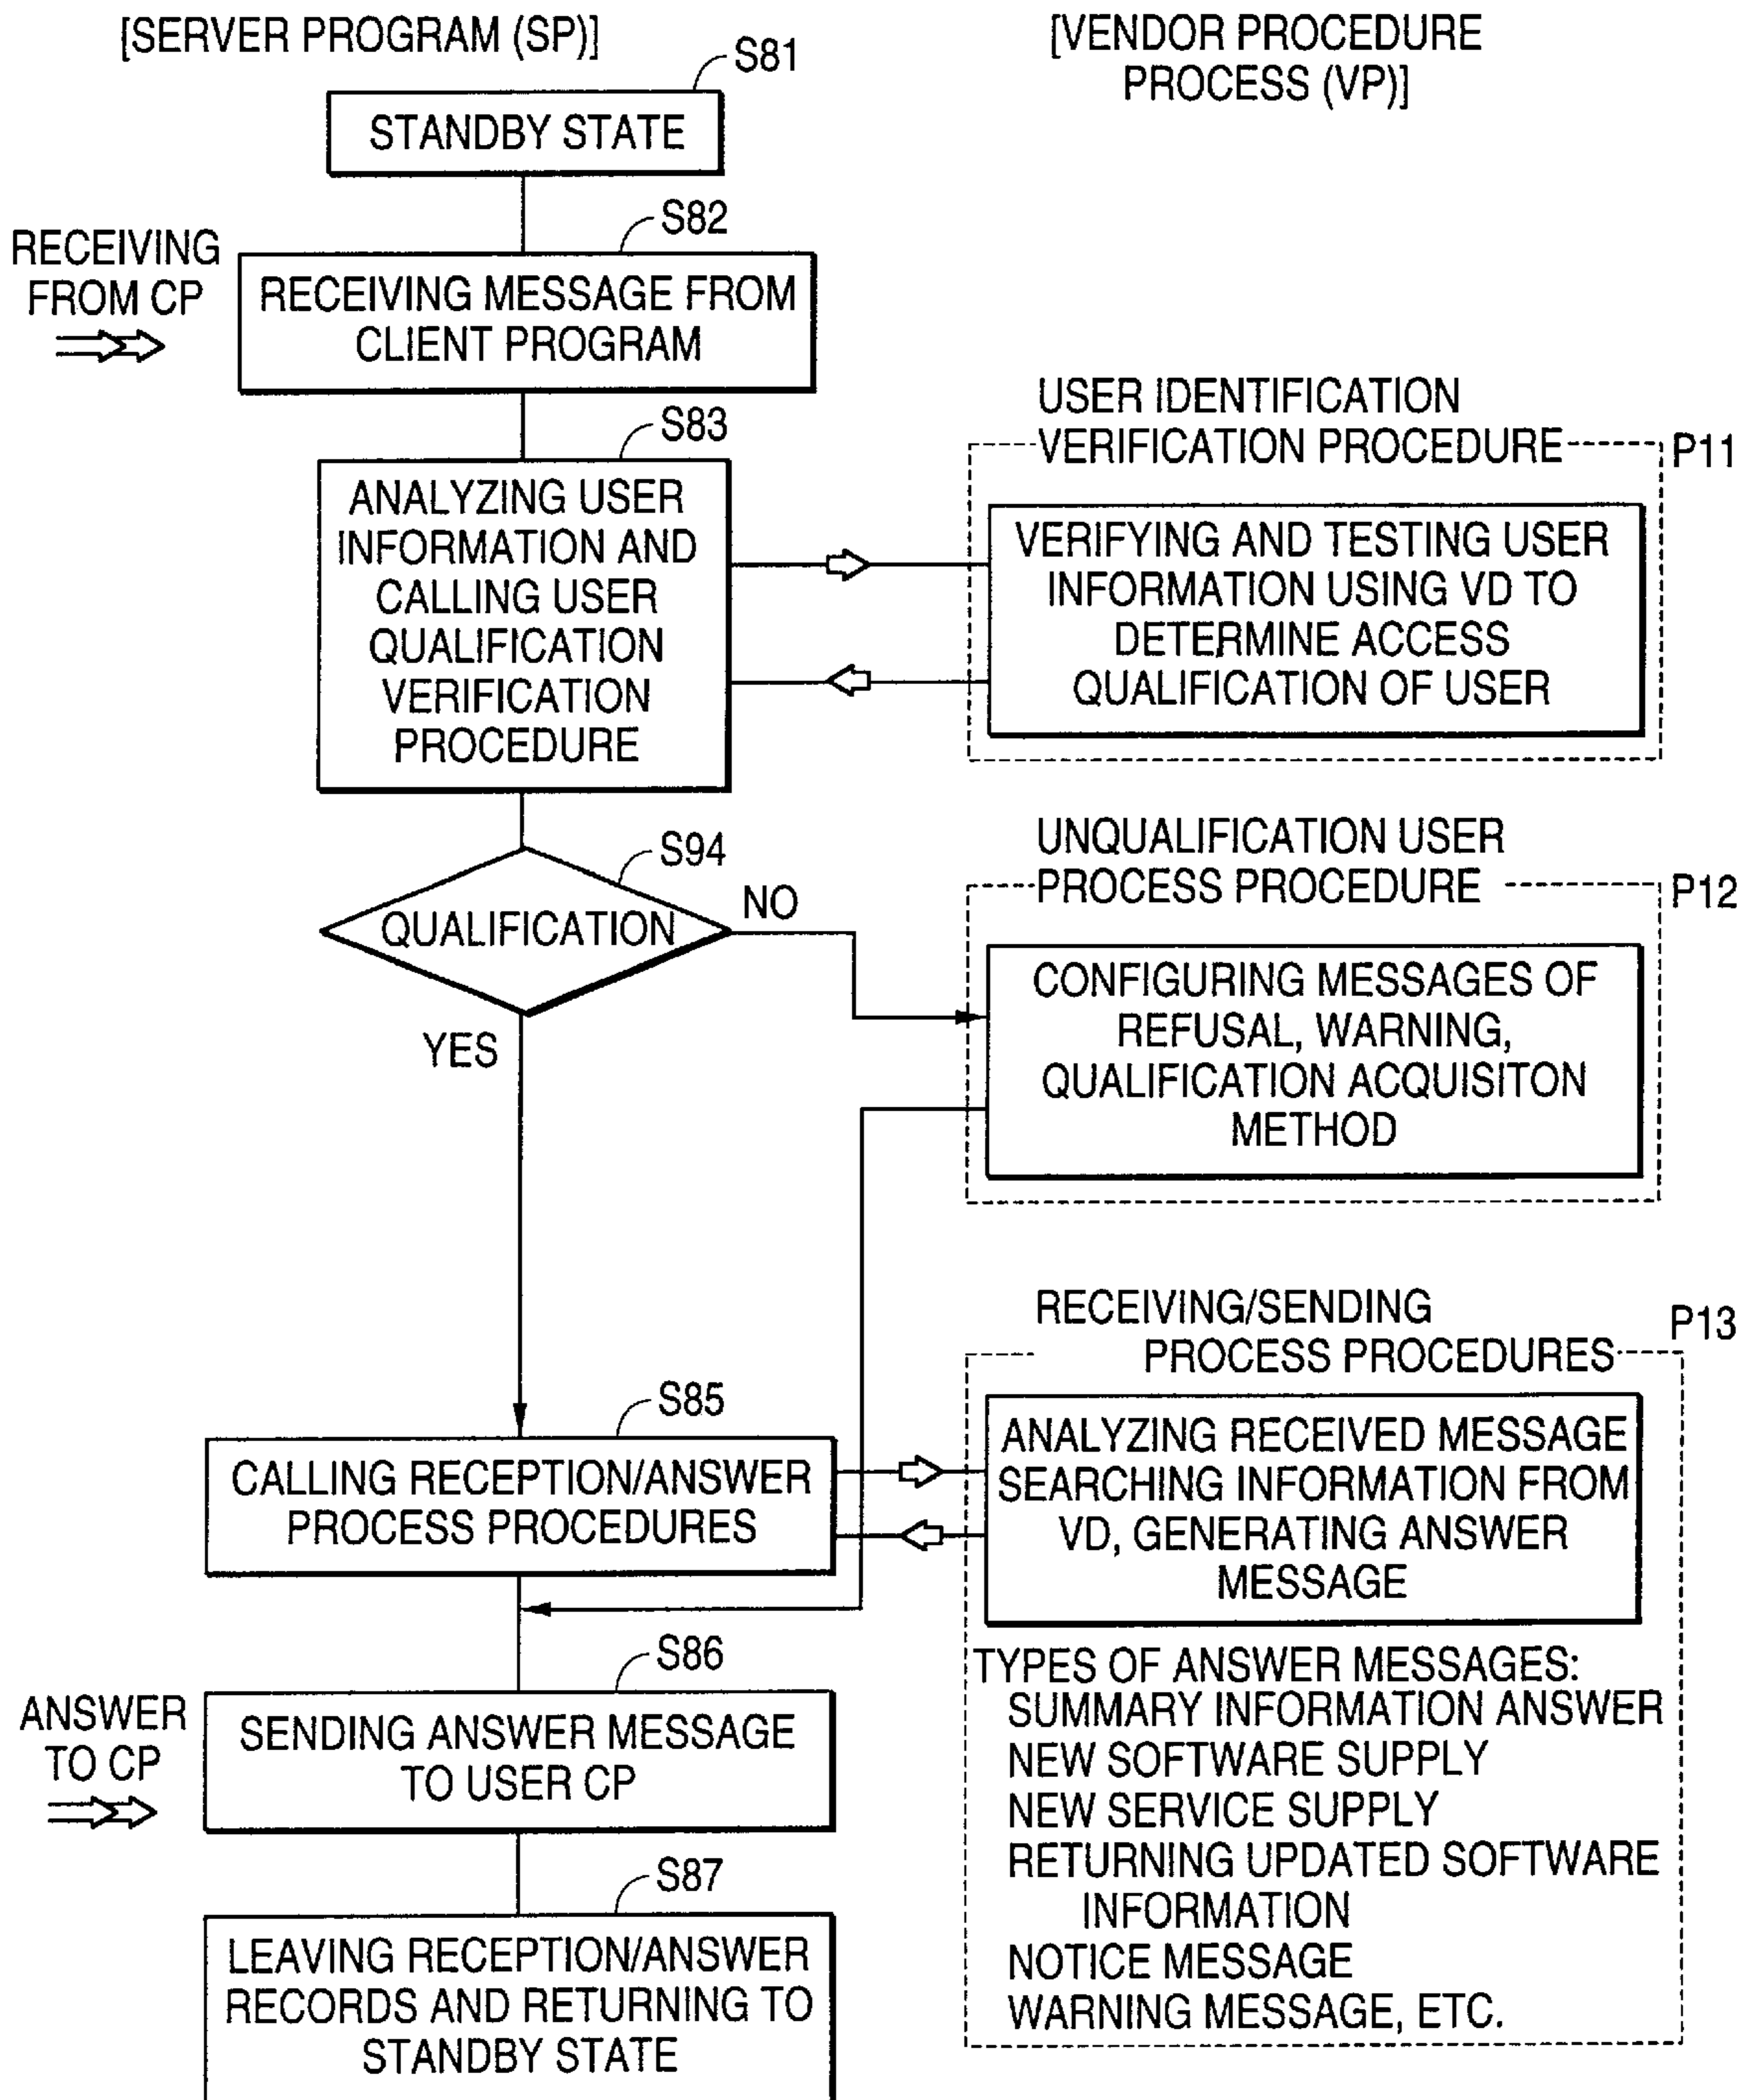 [SERVER PROGRAM (SP)]
[VENDOR PROCEDURE
PROCESS (VP)]
S81
STANDBY STATE
S82
RECEIVING
FROM CP
RECEIVING MESSAGE FROM
CLIENT PROGRAM
S83
ANALYZING USER
INFORMATION AND
CALLING USER
QUALIFICATION
VERIFICATION
PROCEDURE
USER IDENTIFICATION
VERIFICATION PROCEDURE
P11
VERIFYING AND TESTING USER
INFORMATION USING VD TO
DETERMINE ACCESS
QUALIFICATION OF USER
S94
QUALIFICATION
NO
YES
UNQUALIFICATION USER
PROCESS PROCEDURE
P12
CONFIGURING MESSAGES OF
REFUSAL, WARNING,
QUALIFICATION ACQUISITON
METHOD
RECEIVING/SENDING
PROCESS PROCEDURES
P13
S85
CALLING RECEPTION/ANSWER
PROCESS PROCEDURES
ANALYZING RECEIVED MESSAGE
SEARCHING INFORMATION FROM
VD, GENERATING ANSWER
MESSAGE
TYPES OF ANSWER MESSAGES:
SUMMARY INFORMATION ANSWER
NEW SOFTWARE SUPPLY
NEW SERVICE SUPPLY
RETURNING UPDATED SOFTWARE
INFORMATION
NOTICE MESSAGE
WARNING MESSAGE, ETC.
S86
ANSWER
TO CP
SENDING ANSWER MESSAGE
TO USER CP
S87
LEAVING RECEPTION/ANSWER
RECORDS AND RETURNING TO
STANDBY STATE